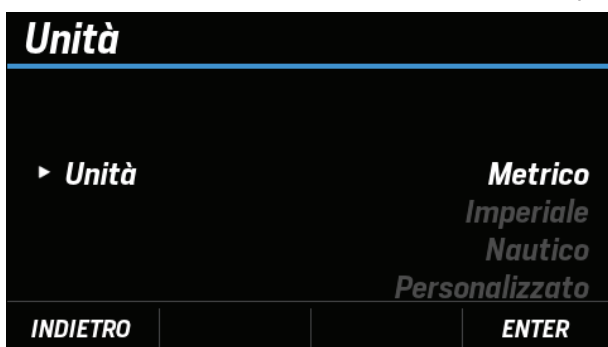 Unità
▸ Unità Metrico
Imperiale
Nautico
Personalizzato
INDIETRO ENTER